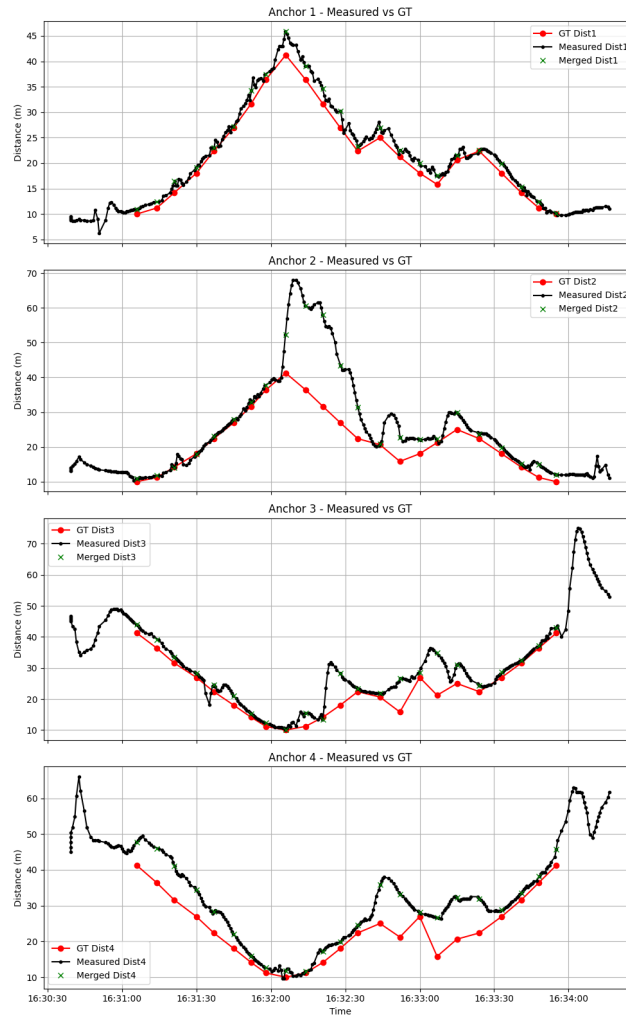 Anchor 1 - Measured vs GT
45
40
35
30
25
20
15
10
5
Distance (m)
GT Dist1
Measured Dist1
Merged Dist1
Anchor 2 - Measured vs GT
70
60
50
40
30
20
10
Distance (m)
GT Dist2
Measured Dist2
Merged Dist2
Anchor 3 - Measured vs GT
70
60
50
40
30
20
10
Distance (m)
GT Dist3
Measured Dist3
Merged Dist3
Anchor 4 - Measured vs GT
60
50
40
30
20
10
Distance (m)
GT Dist4
Measured Dist4
Merged Dist4
16:30:30 16:31:00 16:31:30 16:32:00 16:32:30 16:33:00 16:33:30 16:34:00
Time